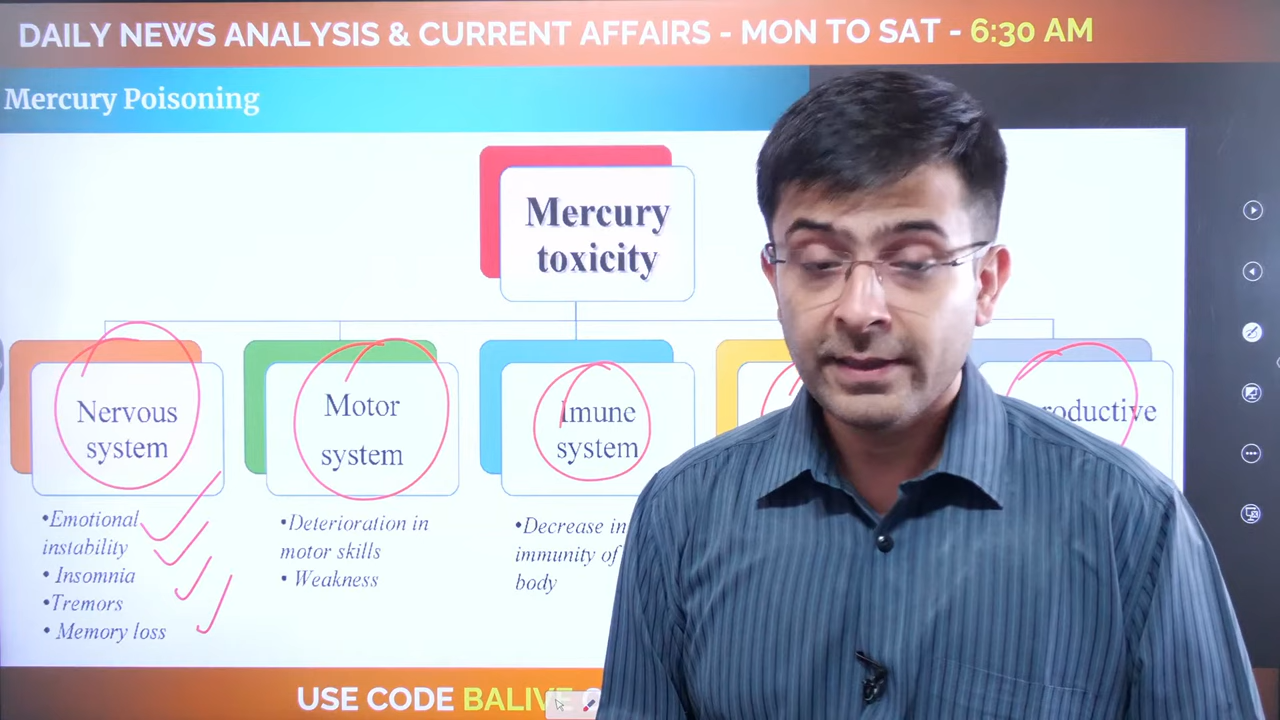 DAILY NEWS ANALYSIS & CURRENT AFFAIRS - MON TO SAT - 6:30 AM
Mercury Poisoning
Mercury
toxicity
Nervous
system
•Emotional
instability
• Insomnia
•Tremors
• Memory loss
Motor
system
•Deterioration in
motor skills
• Weakness
Imune
system
•Decrease in
immunity of
body
roductive
USE CODE BALIVE